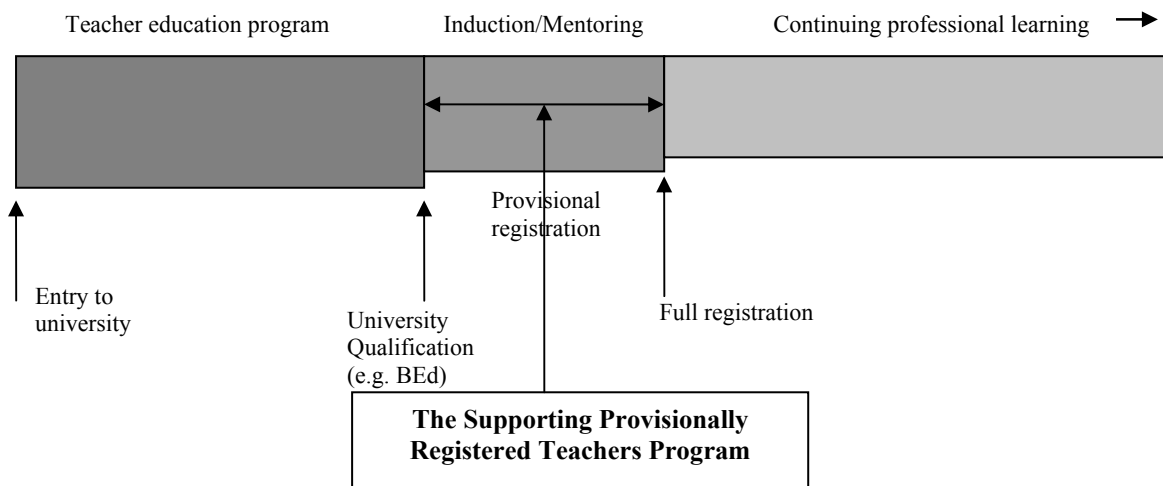 Teacher education program
Induction/Mentoring
Continuing professional learning
Provisional
registration
Entry to
university
University
Qualification
(e.g. BEd)
Full registration
The Supporting Provisionally
Registered Teachers Program